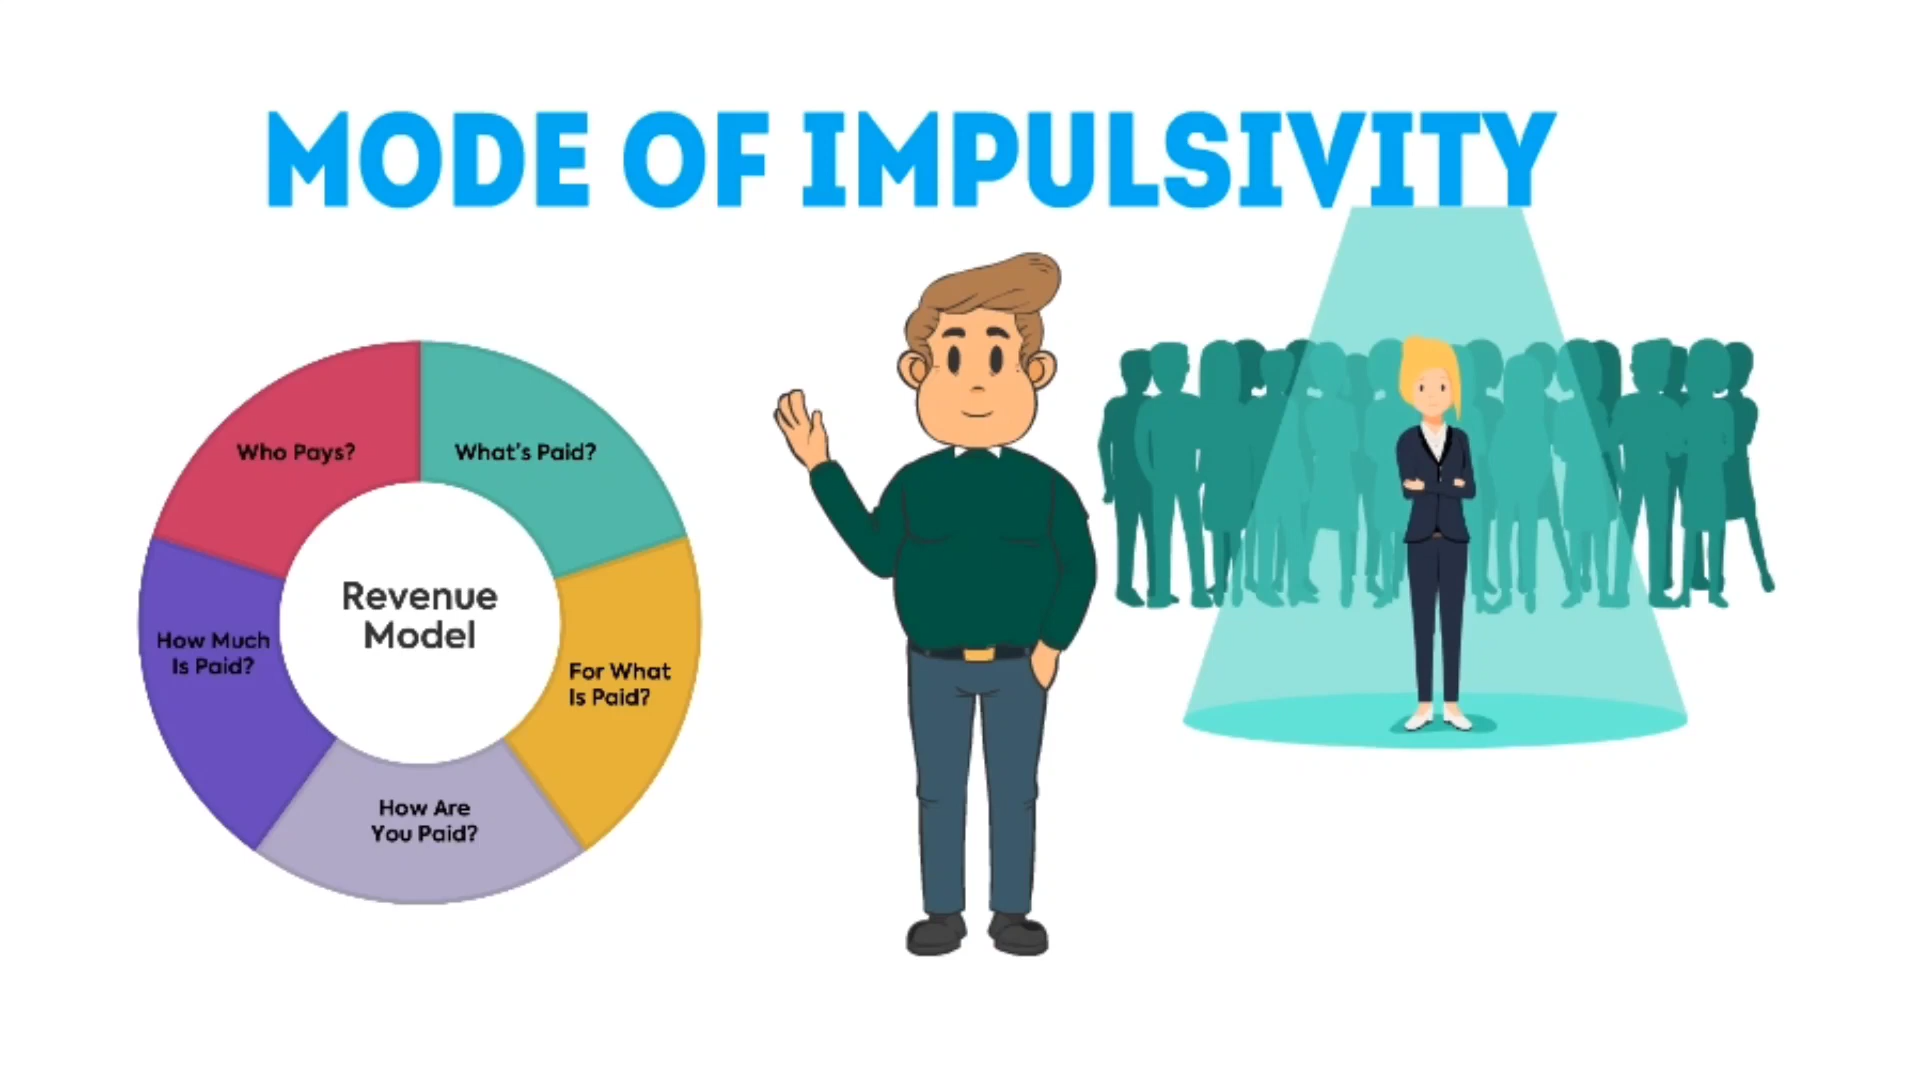 MODE OF IMPULSIVITY
Who Pays?
What's Paid?
Revenue
Model
How Much
Is Paid?
For What
Is Paid?
How Are
You Paid?